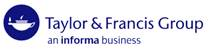 Taylor & Francis Group
an informa business